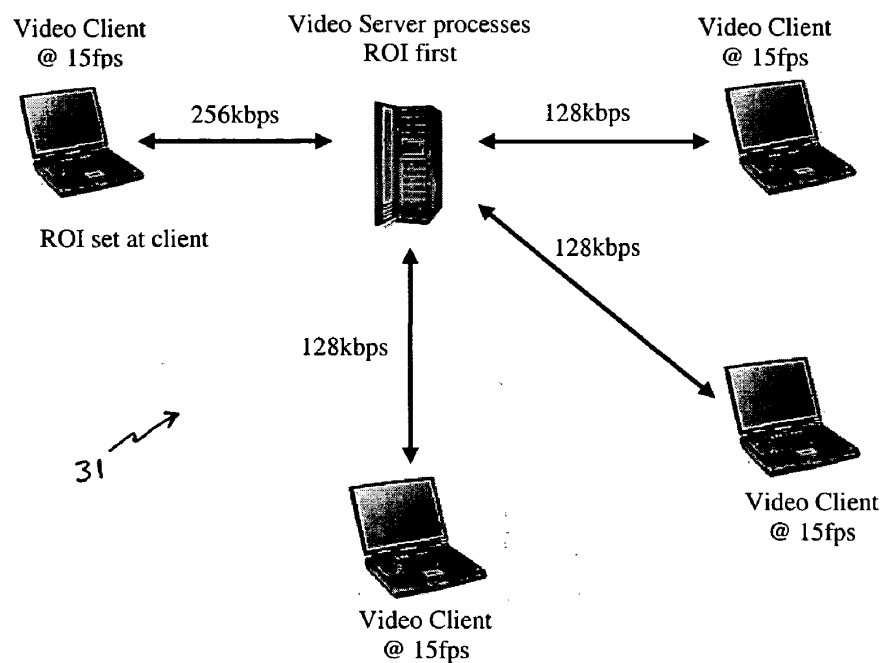 Video Client
@ 15fps
Video Server processes
ROI first
Video Client
@ 15fps
256kbps
128kbps
ROI set at client
128kbps
128kbps
31
Video Client
@ 15fps
Video Client
@ 15fps